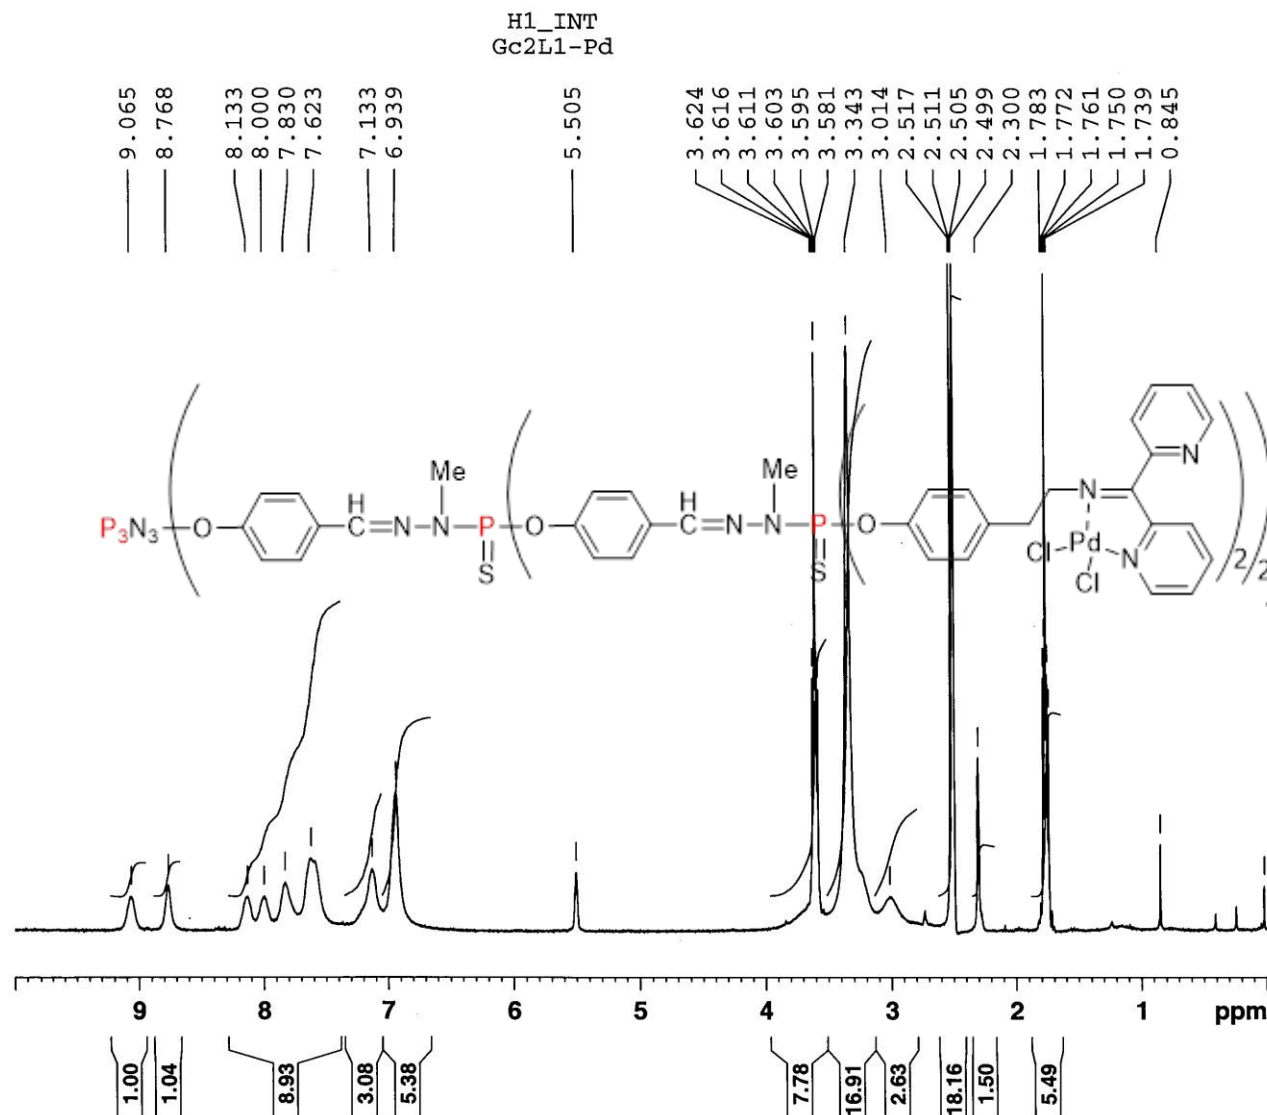 H1_INT
Gc2L1-Pd
9.065
8.768
8.133
8.000
7.830
7.623
7.133
6.939
5.505
3.624
3.616
3.611
3.603
3.595
3.581
3.343
3.014
2.517
2.511
2.505
2.499
2.300
1.783
1.772
1.761
1.750
1.739
0.845
Me
Me
N
P₃N₃
O
H
C
N
N
P
S
O
H
C
N
N
P
S
O
N
Pd
Cl
Cl
N
2
2
9
8
7
6
5
4
3
2
1
ppm
1.00
1.04
8.93
3.08
5.38
7.78
16.91
2.63
18.16
1.50
5.49